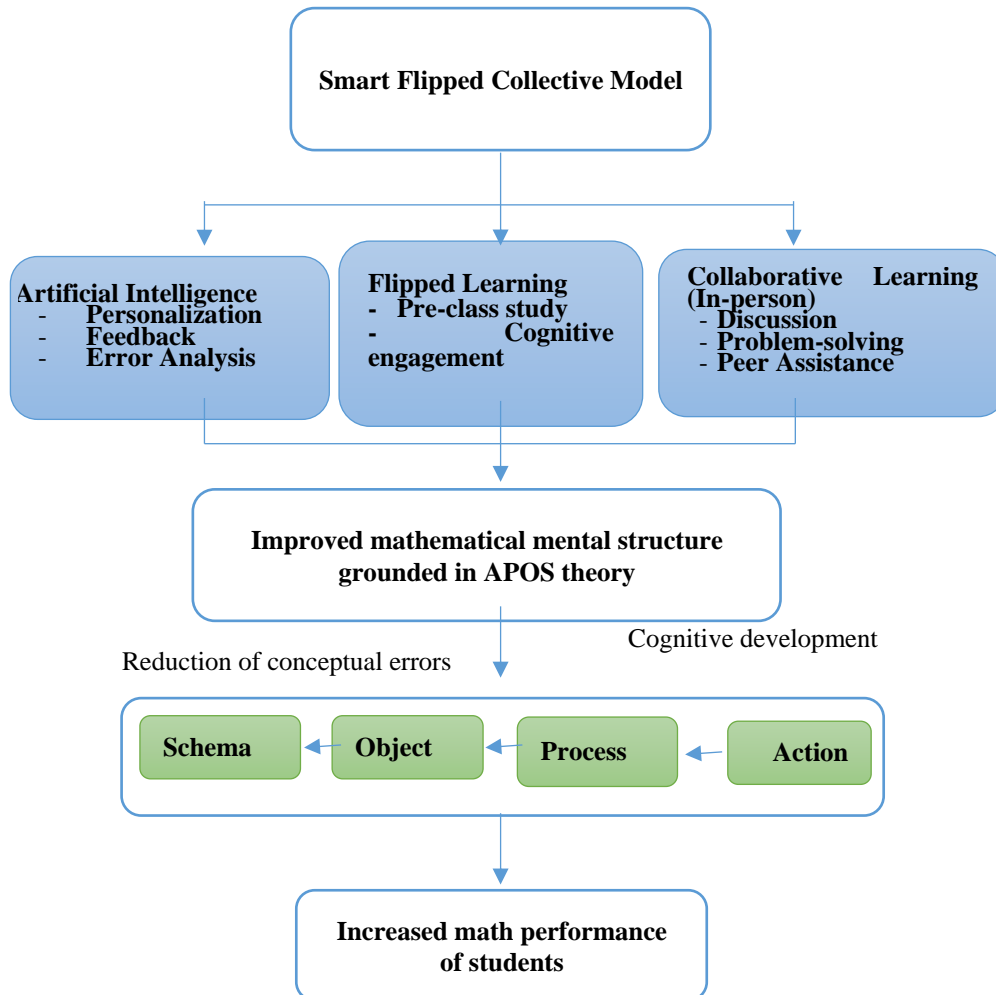 Smart Flipped Collective Model
Artificial Intelligence
- Personalization
- Feedback
- Error Analysis
Flipped Learning
- Pre-class study
- Cognitive
engagement
Collaborative Learning
(In-person)
- Discussion
- Problem-solving
- Peer Assistance
Improved mathematical mental structure
grounded in APOS theory
Cognitive development
Reduction of conceptual errors
Schema
Object
Process
Action
Increased math performance
of students